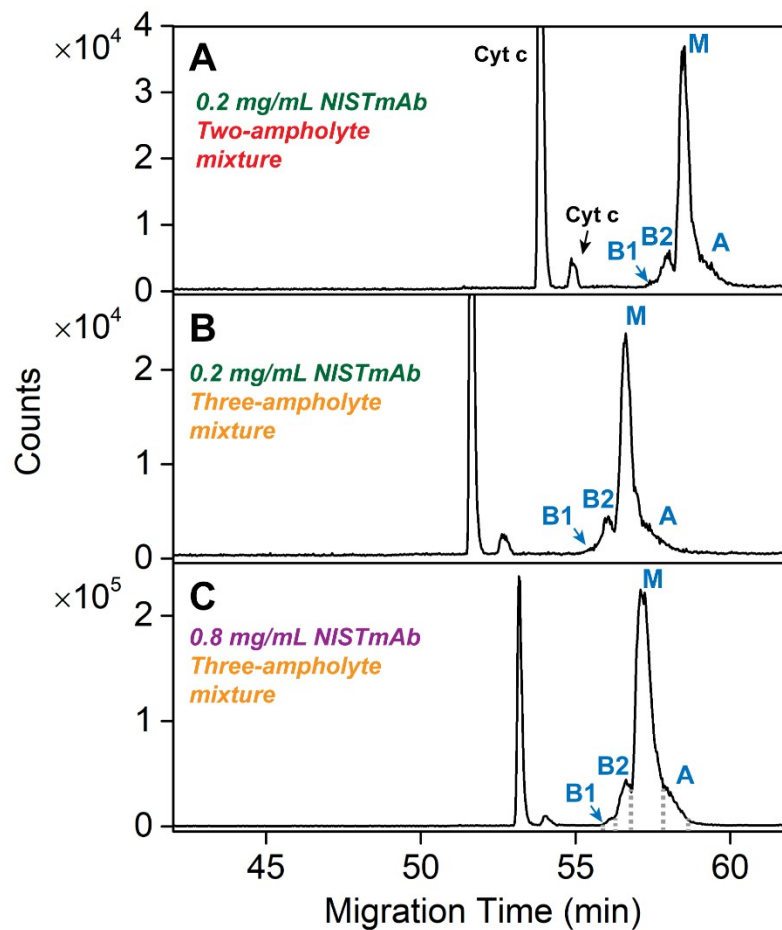 ×10⁴
4
3
2
1
0
A
0.2 mg/mL NISTmAb
Two-ampholyte
mixture
Cyt c
Cyt c
B1
B2
M
A
×10⁴
2
1
0
B
0.2 mg/mL NISTmAb
Three-ampholyte
mixture
B1
B2
M
A
×10⁵
2
1
0
C
0.8 mg/mL NISTmAb
Three-ampholyte
mixture
B1
B2
M
A
Counts
45 50 55 60
Migration Time (min)